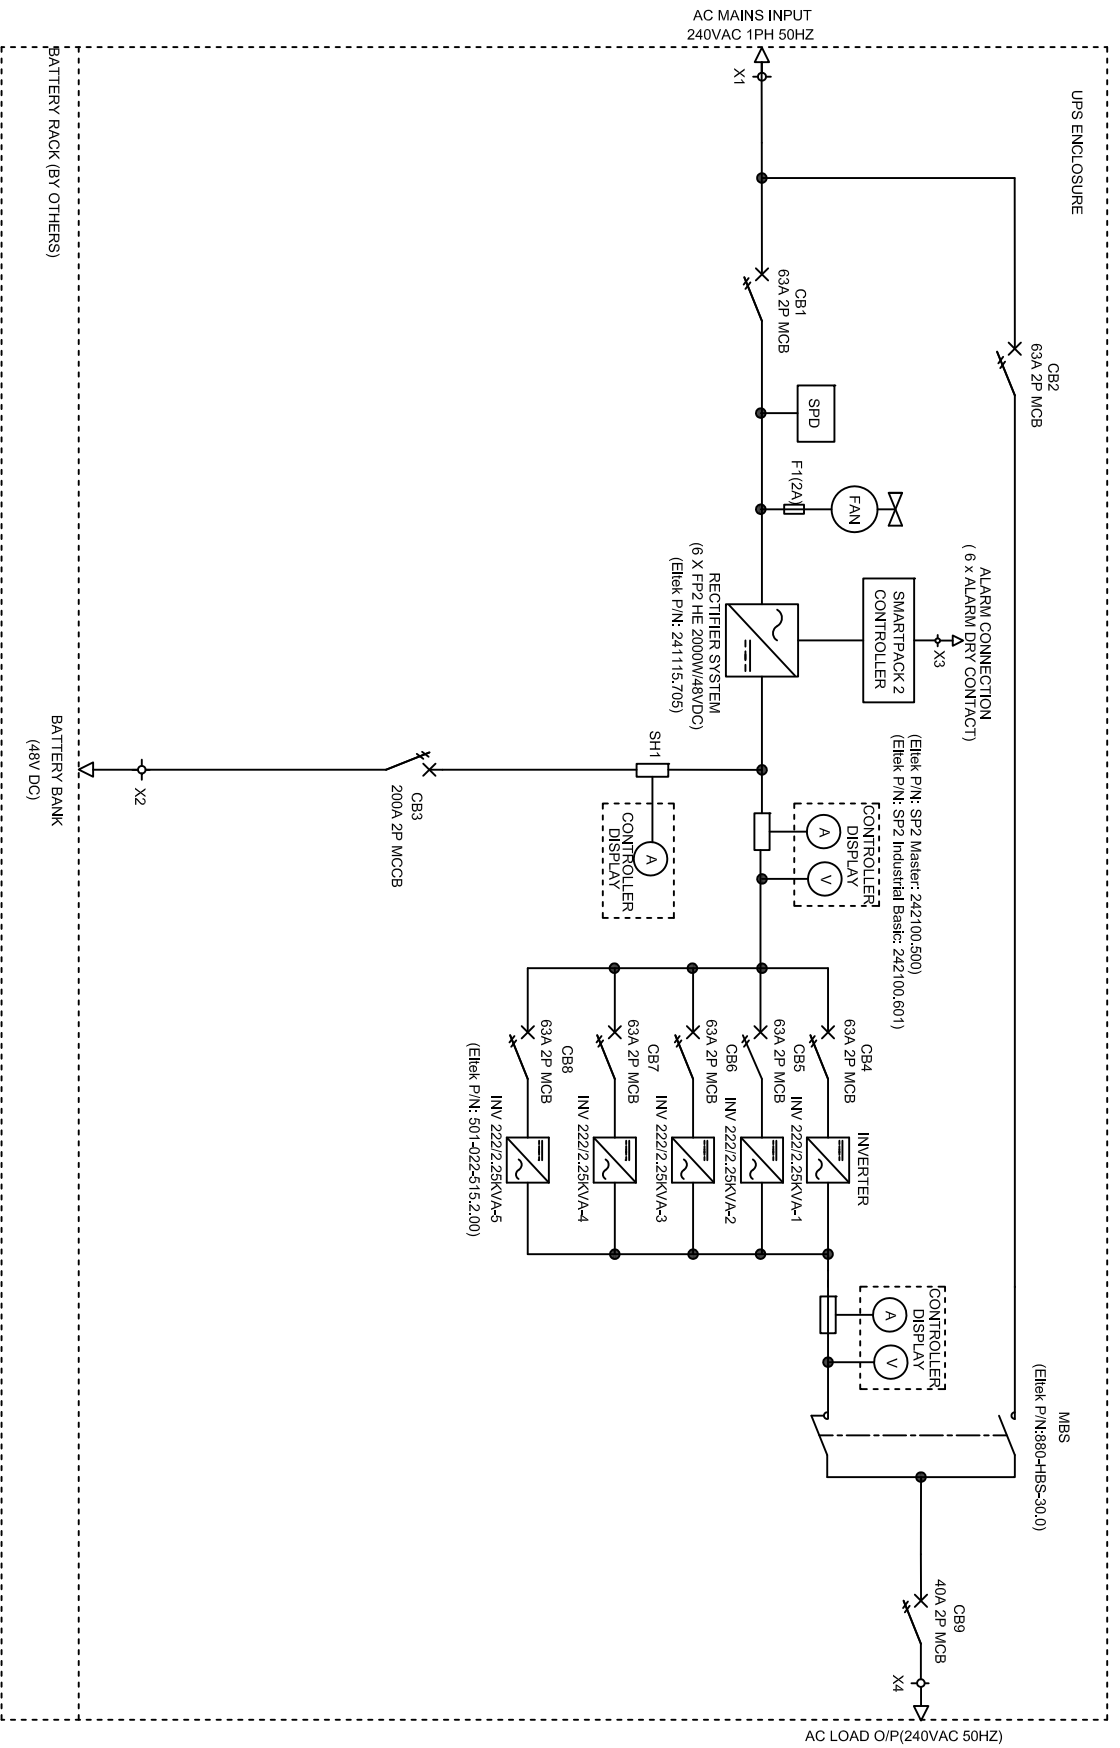 AC MAINS INPUT
240VAC 1PH 50HZ
X1
UPS ENCLOSURE
BATTERY RACK (BY OTHERS)
CB1
63A 2P MCB
CB2
63A 2P MCB
SPD
F1(2A)
FAN
ALARM CONNECTION
( 6 x ALARM DRY CONTACT)
X3
SMARTPACK 2
CONTROLLER
(Eltek P/N: SP2 Master: 242100.500)
(Eltek P/N: SP2 Industrial Basic: 242100.601)
RECTIFIER SYSTEM
(6 X FP2 HE 2000W/48VDC)
(Eltek P/N: 241115.705)
SH1
CONTROLLER
DISPLAY
A
CONTROLLER
DISPLAY
A
V
CB3
200A 2P MCCB
X2
BATTERY BANK
(48V DC)
CB4
63A 2P MCB
INVERTER
INV 222/2.25KVA-1
CB5
63A 2P MCB
INV 222/2.25KVA-2
CB6
63A 2P MCB
INV 222/2.25KVA-3
CB7
63A 2P MCB
INV 222/2.25KVA-4
CB8
63A 2P MCB
INV 222/2.25KVA-5
(Eltek P/N: 501-022-515.2.00)
CONTROLLER
DISPLAY
A
V
MBS
(Eltek P/N:880-HBS-30.0)
CB9
40A 2P MCB
X4
AC LOAD O/P(240VAC 50HZ)